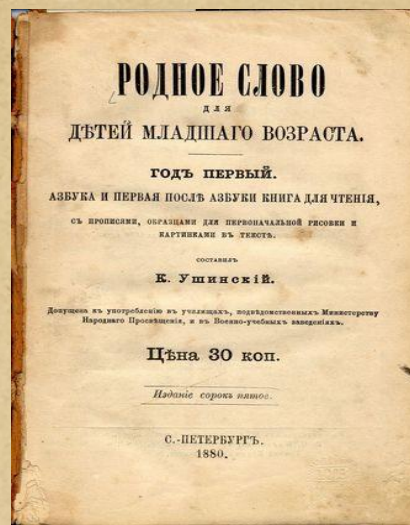 РОДНОЕ СЛОВО
ДЛЯ
ДѢТЕЙ МЛАДШАГО ВОЗРАСТА.
ГОДЪ ПЕРВЫЙ.
АЗБУКА И ПЕРВАЯ ПОСЛѢ АЗБУКИ КНИГА ДЛЯ ЧТЕНІЯ,
СЪ ПРОПИСЯМИ, ОБРАЗЦАМИ ДЛЯ ПЕРВОНАЧАЛЬНОЙ РИСОВКИ И
КАРТИНКАМИ ВЪ ТЕКСТѢ.
СОСТАВИЛЪ
К. Ушинскій.
Допущена къ употребленію въ училищахъ, подвѣдомственныхъ Министерству
Народнаго Просвѣщенія, и въ Военно-учебныхъ заведеніяхъ.
Цѣна 30 коп.
Изданіе сорокъ пятое.
С.-ПЕТЕРБУРГЪ.
1880.